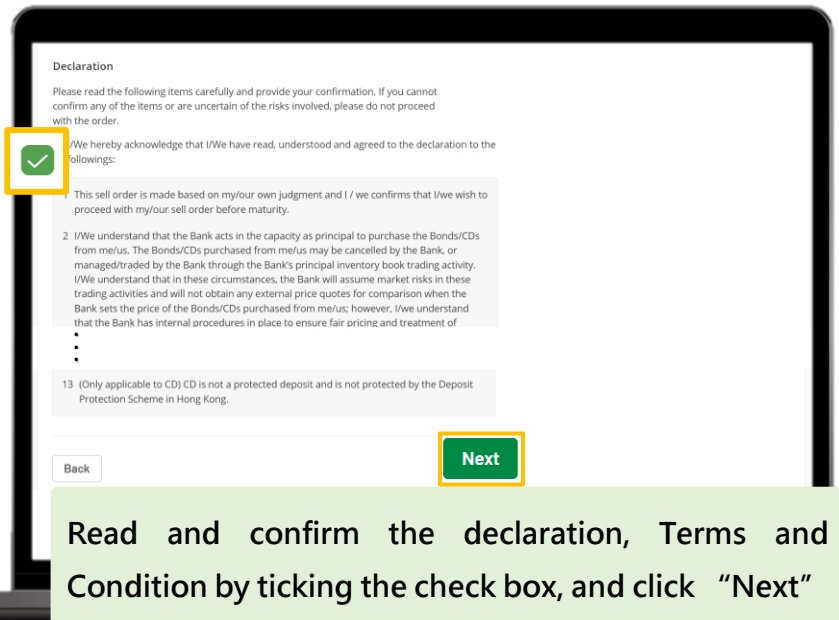 Declaration
Please read the following items carefully and provide your confirmation. If you cannot
confirm any of the items or are uncertain of the risks involved, please do not proceed
with the order.
/We hereby acknowledge that I/We have read, understood and agreed to the declaration to the
followings:
1 This sell order is made based on my/our own judgment and I / we confirms that I/we wish to
proceed with my/our sell order before maturity.
2 I/We understand that the Bank acts in the capacity as principal to purchase the Bonds/CDs
from me/us. The Bonds/CDs purchased from me/us may be cancelled by the Bank, or
managed/traded by the Bank through the Bank's principal inventory book trading activity.
I/We understand that in these circumstances, the Bank will assume market risks in these
trading activities and will not obtain any external price quotes for comparison when the
Bank sets the price of the Bonds/CDs purchased from me/us; however, I/we understand
that the Bank has internal procedures in place to ensure fair pricing and treatment of
13 (Only applicable to CD) CD is not a protected deposit and is not protected by the Deposit
Protection Scheme in Hong Kong.
Back
Next
Read and confirm the declaration, Terms and
Condition by ticking the check box, and click “Next”